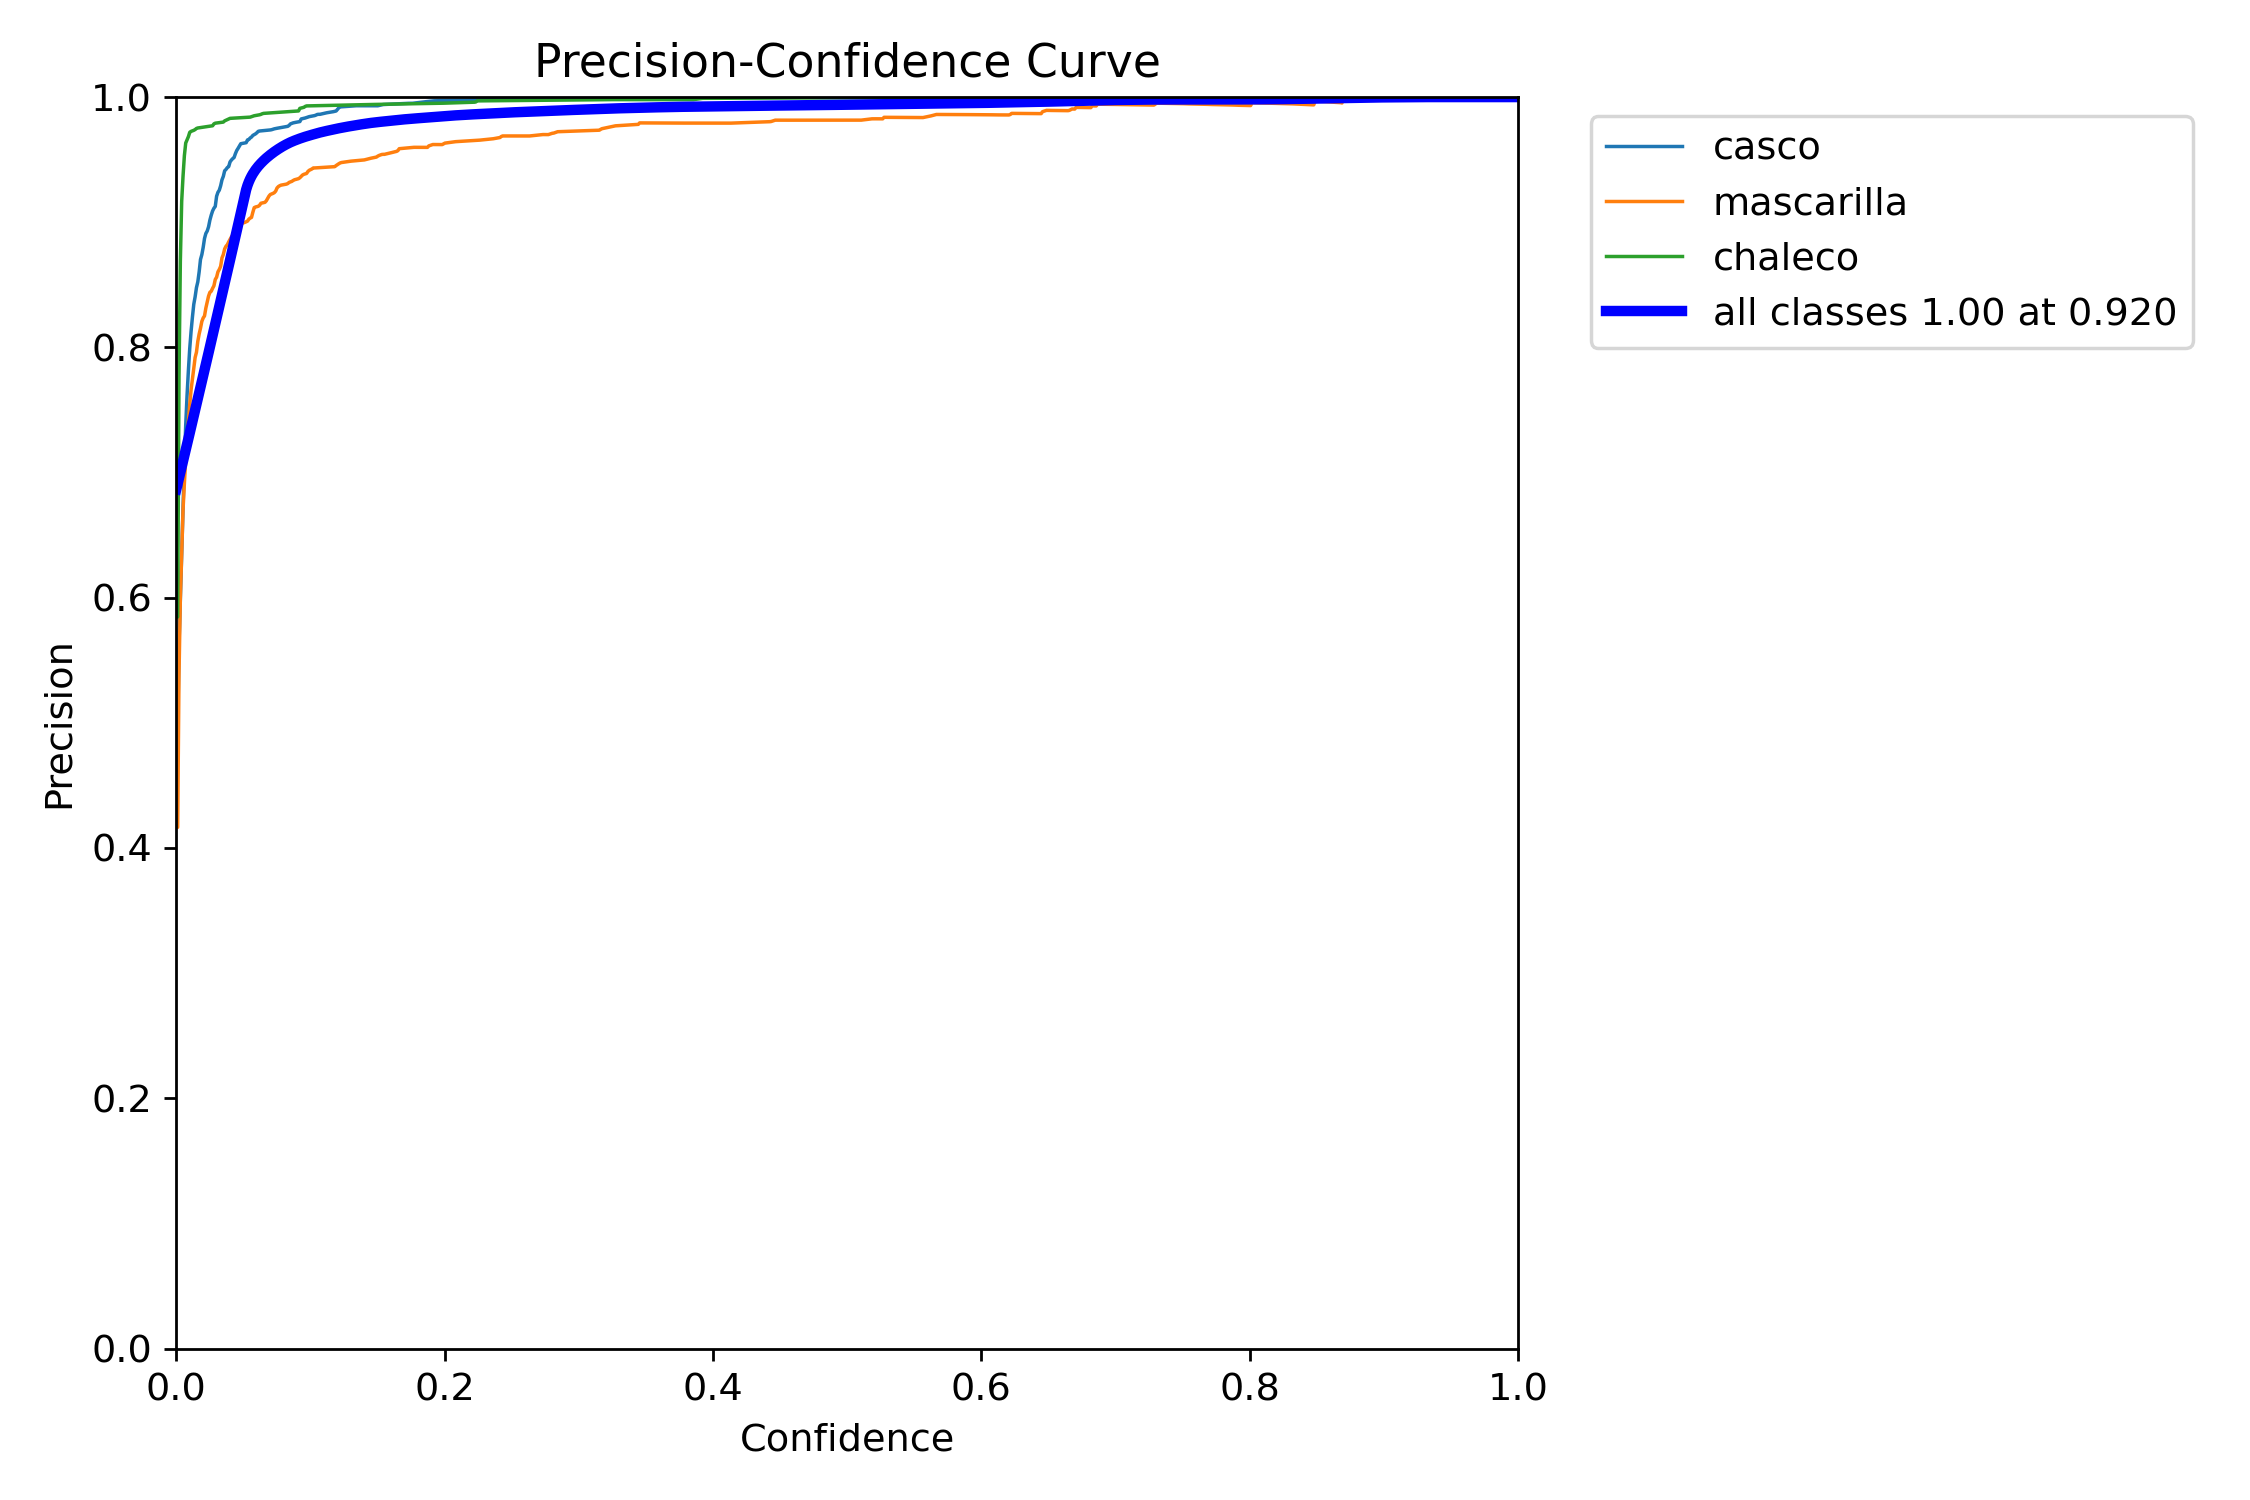 Precision-Confidence Curve
1.0
0.8
0.6
0.4
0.2
0.0
Precision
0.0 0.2 0.4 0.6 0.8 1.0
Confidence
casco
mascarilla
chaleco
all classes 1.00 at 0.920